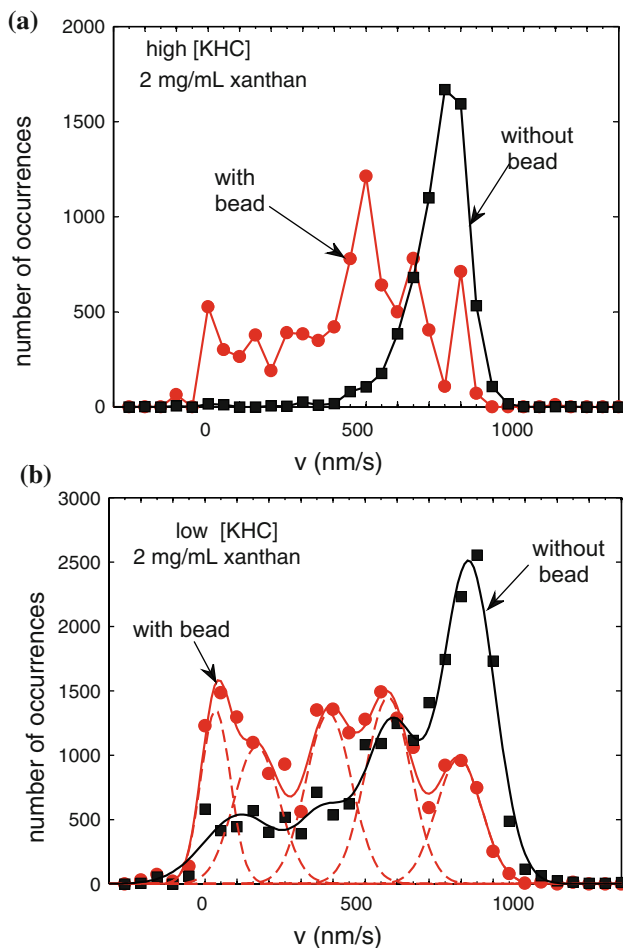 (a)
high [KHC]
2 mg/mL xanthan
without
bead
with
bead
number of occurrences
2000
1500
1000
500
0
0
500
1000
v (nm/s)
(b)
low [KHC]
2 mg/mL xanthan
without
bead
with bead
number of occurrences
3000
2500
2000
1500
1000
500
0
0
500
1000
v (nm/s)